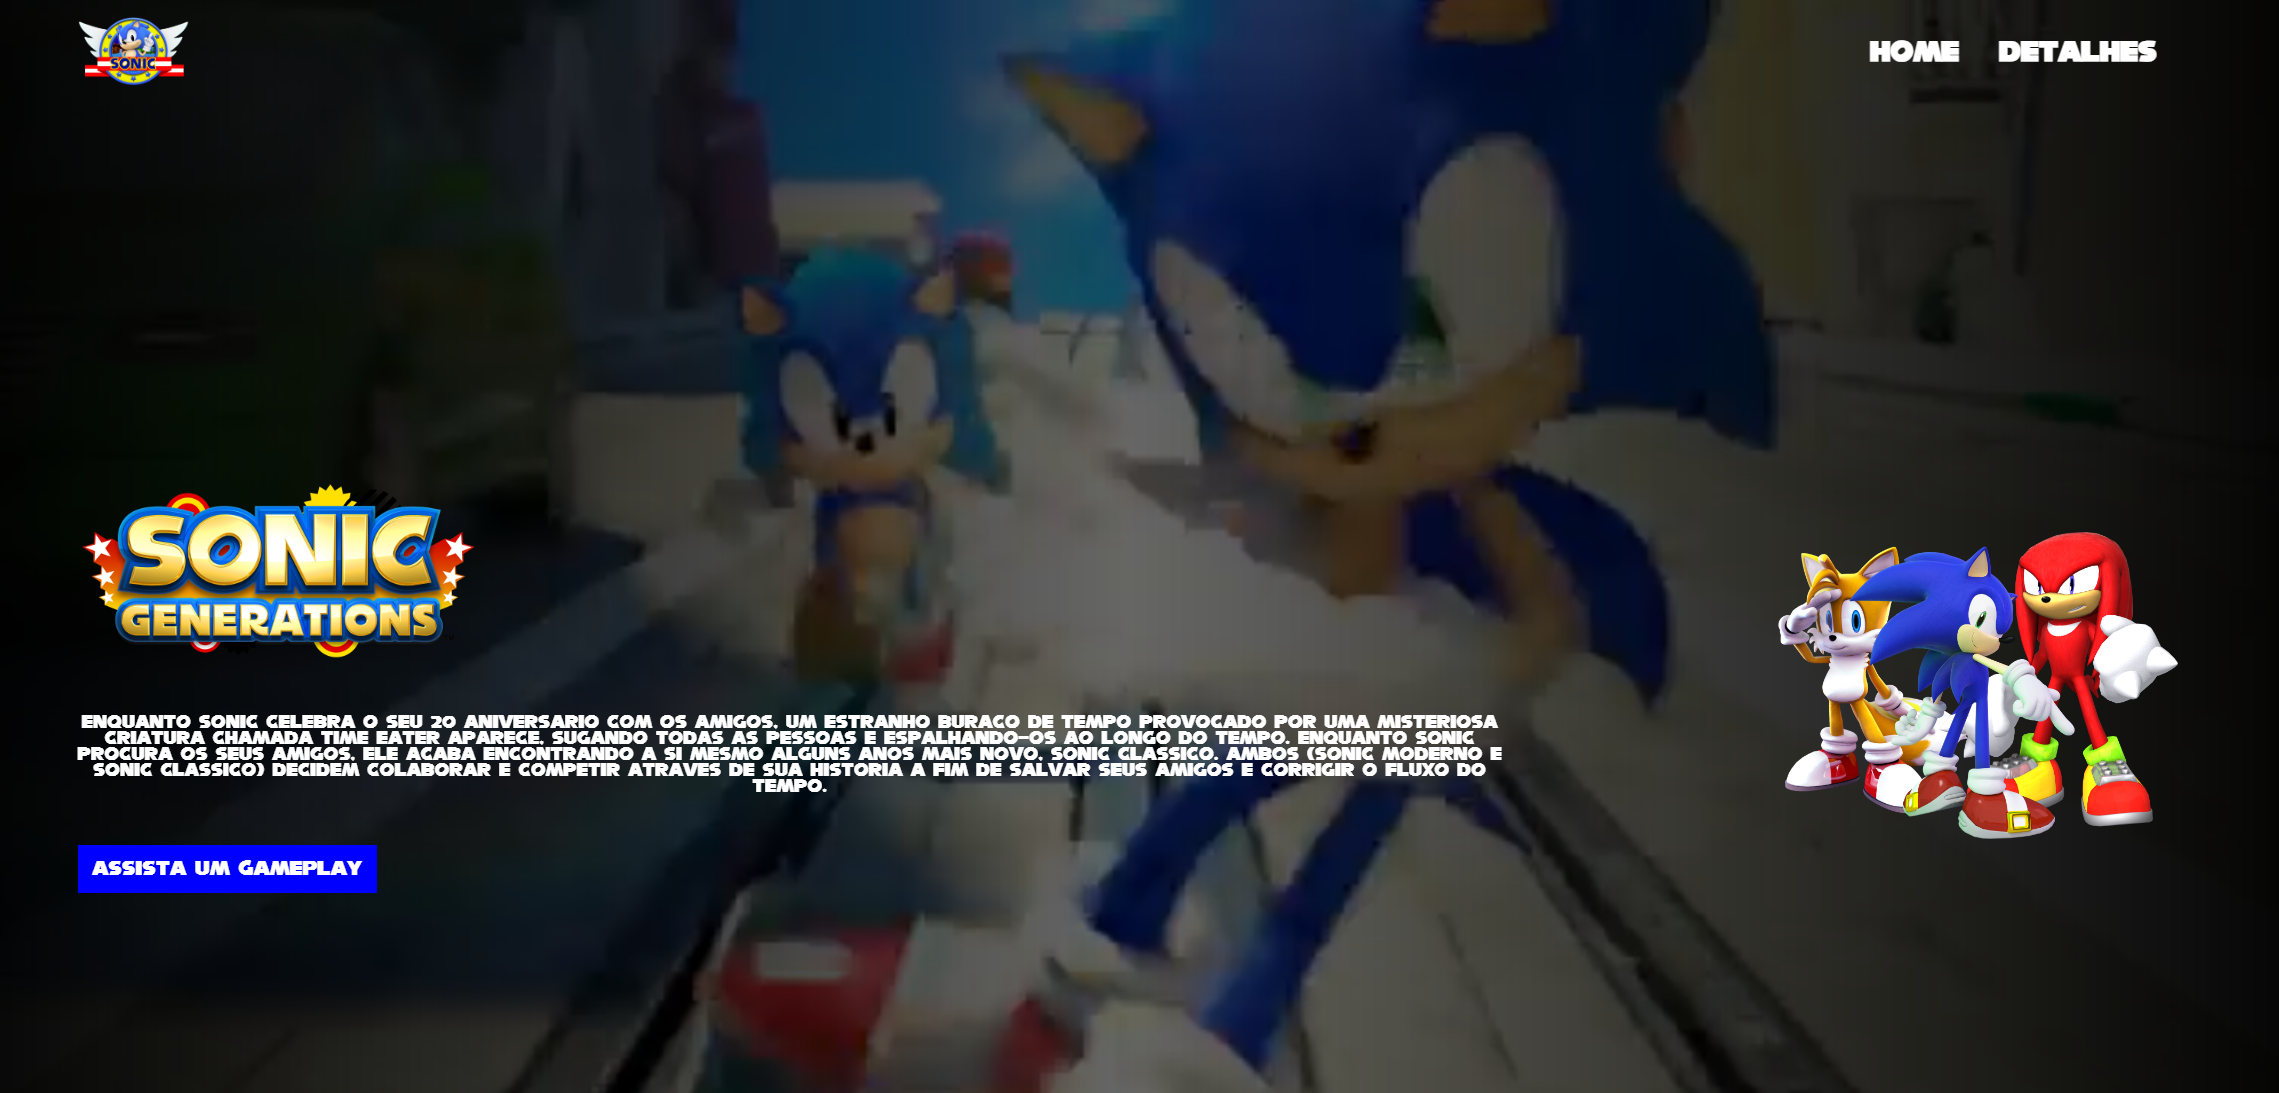 SONIC
HOME DETALHES
SONIC
GENERATIONS
ENQUANTO SONIC CELEBRA O SEU 20 ANIVERSARIO COM OS AMIGOS, UM ESTRANHO BURACO DE TEMPO PROVOCADO POR UMA MISTERIOSA
CRIATURA CHAMADA TIME EATER APARECE, SUGANDO TODAS AS PESSOAS E ESPALHANDO-OS AO LONGO DO TEMPO. ENQUANTO SONIC
PROCURA OS SEUS AMIGOS, ELE ACABA ENCONTRANDO A SI MESMO ALGUNS ANOS MAIS NOVO, SONIC CLASSICO. AMBOS (SONIC MODERNO E
SONIC CLASSICO) DECIDEM COLABORAR E COMPETIR ATRAVES DE SUA HISTORIA A FIM DE SALVAR SEUS AMIGOS E CORRIGIR O FLUXO DO
TEMPO.
ASSISTA UM GAMEPLAY